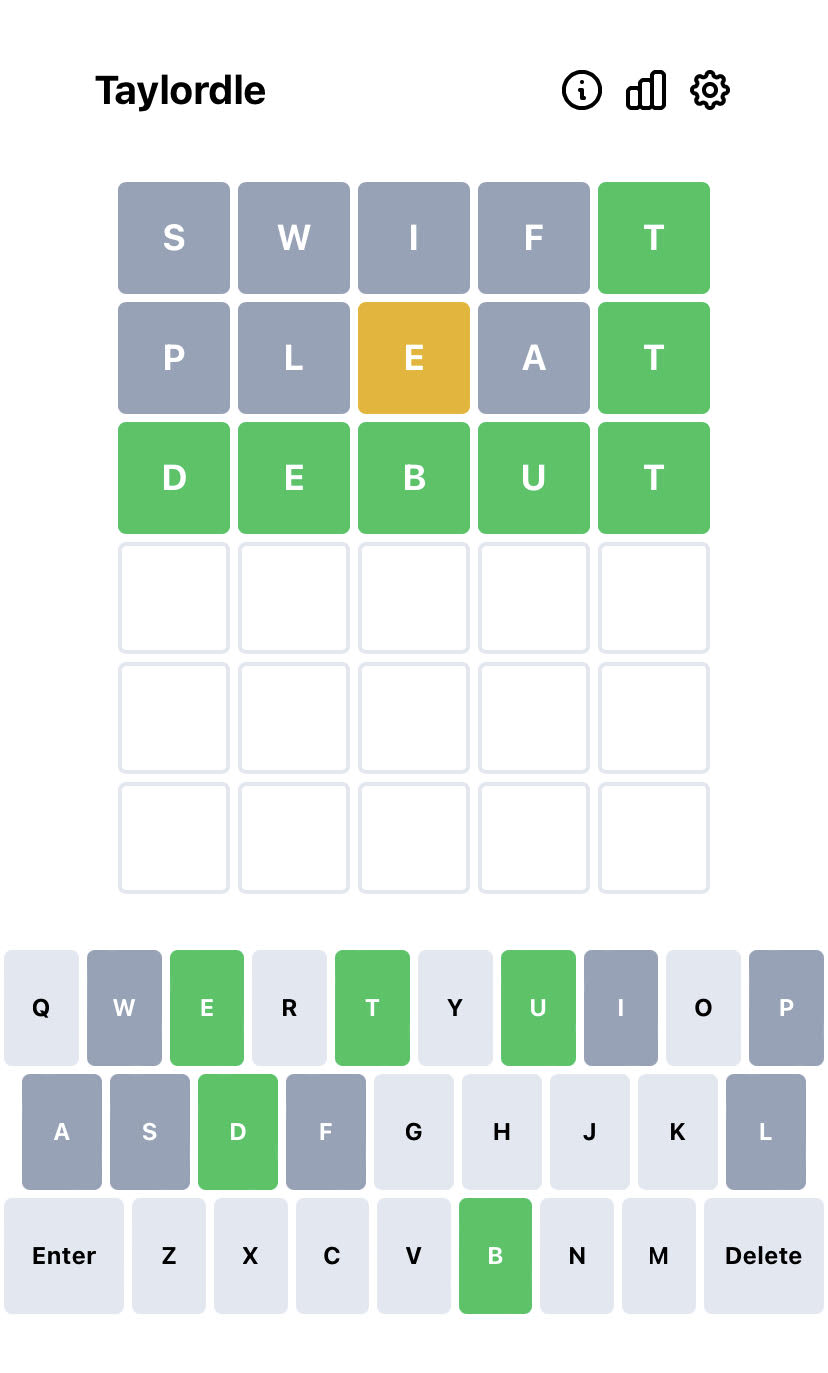 Taylordle
S W I F T
P L E A T
D E B U T
Q W E R T Y U I O P
A S D F G H J K L
Enter Z X C V B N M Delete